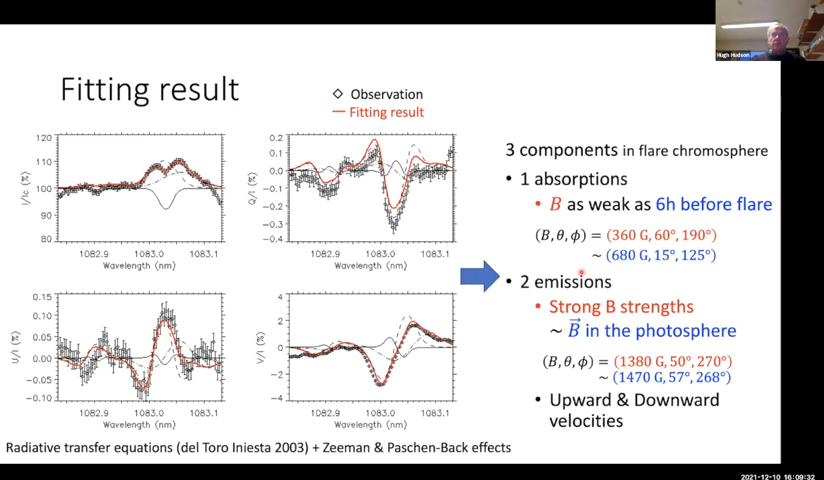 Hugh Hudson
Fitting result
Observation
Fitting result
120
110
100
90
80
I/Ic (%)
1082.9 1083.0 1083.1
Wavelength (nm)
0.2
0.1
0.0
-0.1
-0.2
-0.3
-0.4
Q/I (%)
1082.9 1083.0 1083.1
Wavelength (nm)
0.15
0.10
0.05
0.00
-0.05
-0.10
U/I (%)
1082.9 1083.0 1083.1
Wavelength (nm)
4
2
0
-2
-4
V/I (%)
1082.9 1083.0 1083.1
Wavelength (nm)
Radiative transfer equations (del Toro Iniesta 2003) + Zeeman & Paschen-Back effects
3 components in flare chromosphere
• 1 absorptions
• B as weak as 6h before flare
(B, θ, ϕ) = (360 G, 60°, 190°)
~ (680 G, 15°, 125°)
• 2 emissions
• Strong B strengths
~ B⃗ in the photosphere
(B, θ, ϕ) = (1380 G, 50°, 270°)
~ (1470 G, 57°, 268°)
• Upward & Downward
velocities
2021-12-10 16:09:32